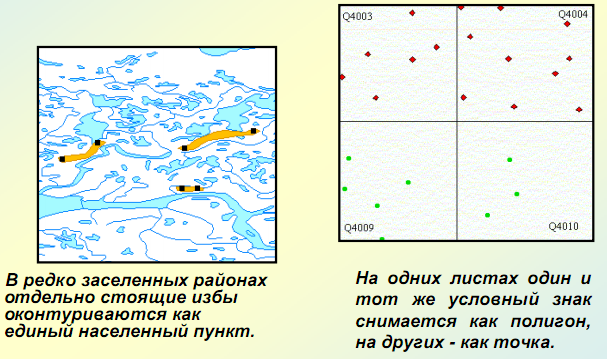 Q4003
Q4004
Q4009
Q4010
В редко заселенных районах
отдельно стоящие избы
оконтуриваются как
единый населенный пункт.
На одних листах один и
тот же условный знак
снимается как полигон,
на других - как точка.